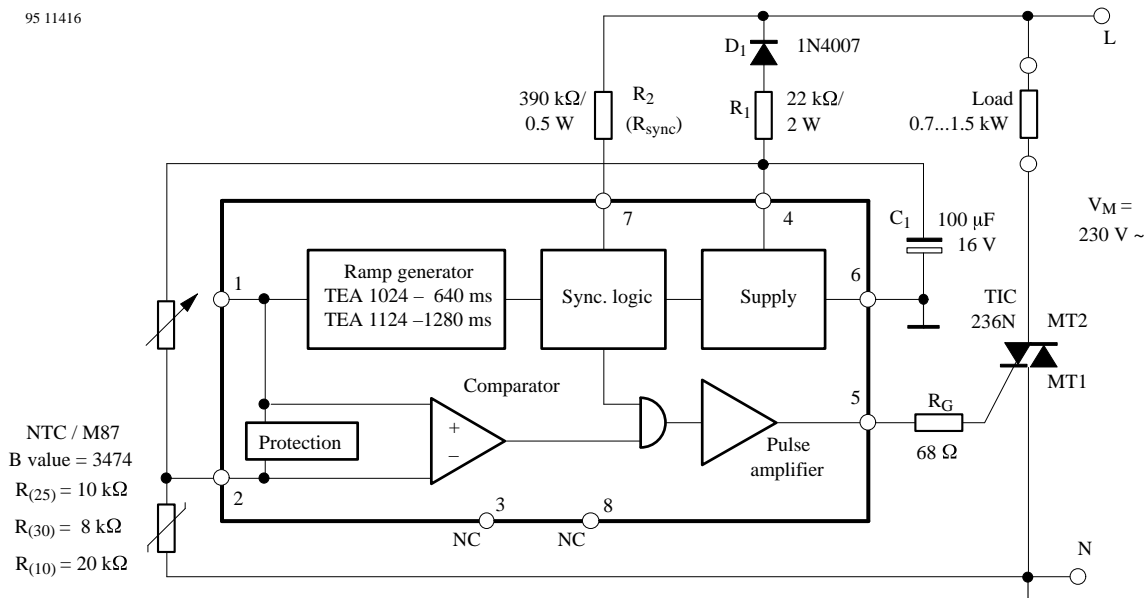 95 11416
L
D1
1N4007
390 kΩ/
0.5 W
R2
(Rsync)
R1
22 kΩ/
2 W
Load
0.7...1.5 kW
7
4
C1
100 μF
16 V
VM =
230 V ~
1
Ramp generator
TEA 1024 – 640 ms
TEA 1124 –1280 ms
Sync. logic
Supply
6
TIC
236N
MT2
MT1
Comparator
+
–
Protection
Pulse
amplifier
5
RG
68 Ω
NTC / M87
B value = 3474
R(25) = 10 kΩ
R(30) = 8 kΩ
R(10) = 20 kΩ
2
3
NC
8
NC
N